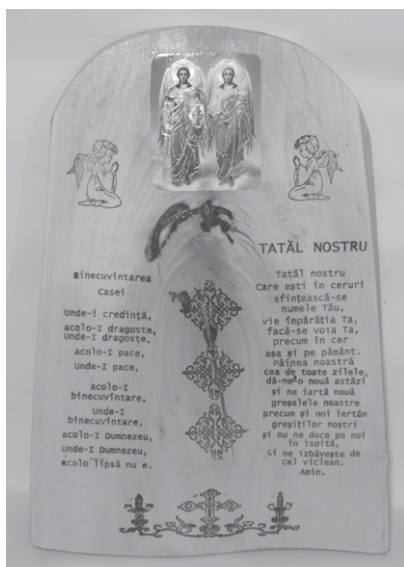 Binecuvintarea
Casei
Unde-i credință,
acolo-I dragoste,
Unde-I dragoste,
acolo-I pace,
Unde-I pace,
acolo-I
binecuvintare,
Unde-I
binecuvintare,
acolo-I Dumnezeu,
Unde-I Dumnezeu,
acolo lipsă nu e.
TATĂL NOSTRU
Tatăl nostru
Care ești în ceruri
sfințească-se
numele Tău,
vie împărăția Ta,
facă-se voia Ta,
precum în cer
așa și pe pământ.
Pâinea noastră
cea de toate zilele,
dă-ne-o nouă astăzi
și ne iartă nouă
greșalele noastre
precum și noi iertăm
greșiților noștri
și nu ne duce pe noi
în ispită,
ci ne izbăvește de
cel viclean.
Amin.